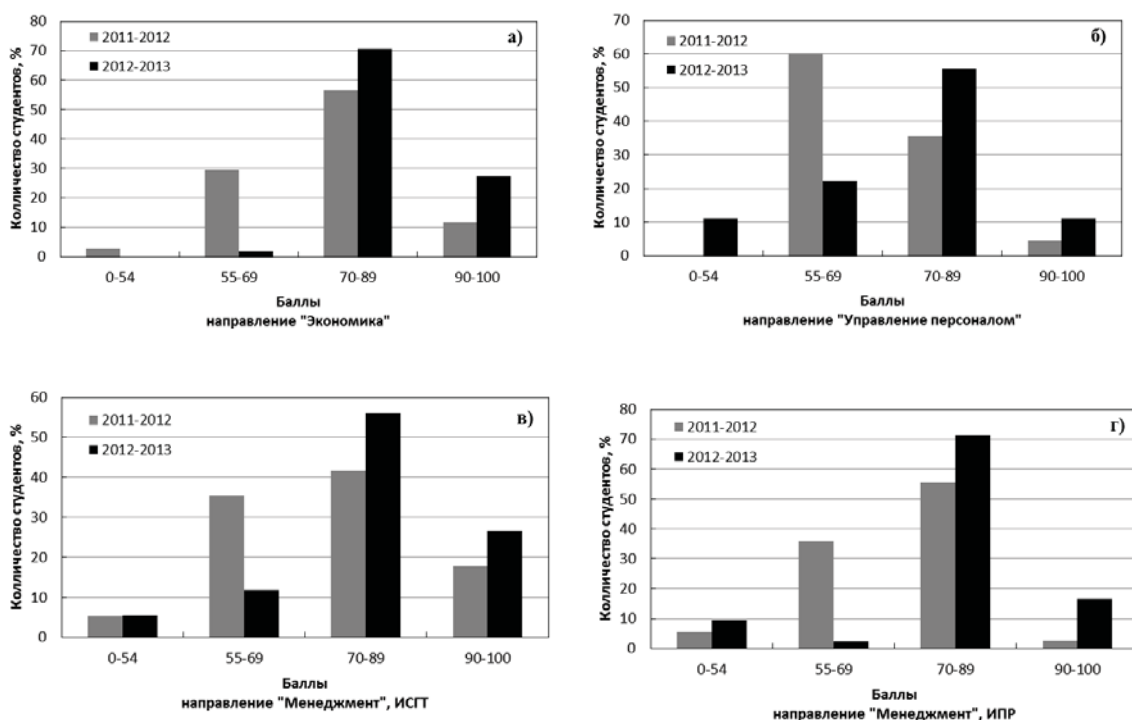 Колличество студентов, %
80
70
60
50
40
30
20
10
0
2011-2012
2012-2013
а)
0-54 55-69 70-89 90-100
Баллы
направление "Экономика"
Колличество студентов, %
70
60
50
40
30
20
10
0
2011-2012
2012-2013
б)
0-54 55-69 70-89 90-100
Баллы
направление "Управление персоналом"
Колличество студентов, %
60
50
40
30
20
10
0
2011-2012
2012-2013
в)
0-54 55-69 70-89 90-100
Баллы
направление "Менеджмент", ИСГТ
Колличество студентов, %
80
70
60
50
40
30
20
10
0
2011-2012
2012-2013
г)
0-54 55-69 70-89 90-100
Баллы
направление "Менеджмент", ИПР